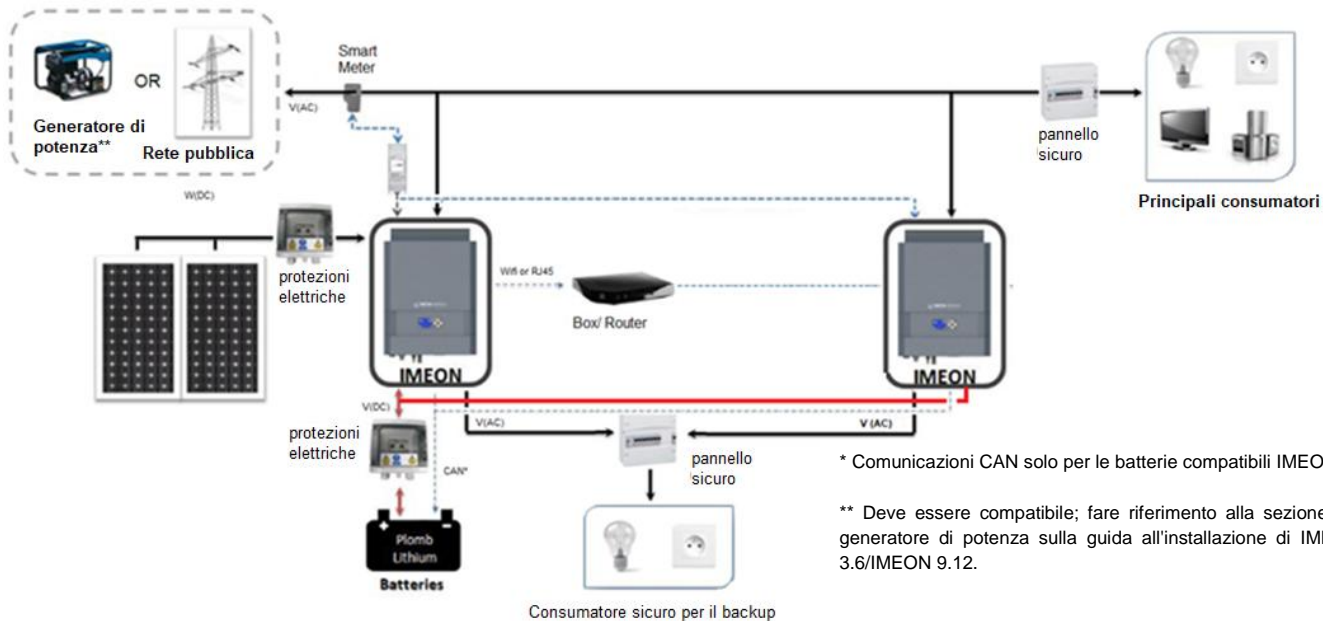 Smart
Meter
OR
V(AC)
Generatore di
potenza**
Rete pubblica
pannello
sicuro
Principali consumatori
W(DC)
protezioni
elettriche
Wifi or RJ45
Box/ Router
IMEON
IMEON
V(DC)
V(AC)
V (AC)
protezioni
elettriche
CAN*
pannello
sicuro
Plomb
Lithium
Batteries
Consumatore sicuro per il backup
* Comunicazioni CAN solo per le batterie compatibili IMEO
** Deve essere compatibile; fare riferimento alla sezione
generatore di potenza sulla guida all'installazione di IM
3.6/IMEON 9.12.